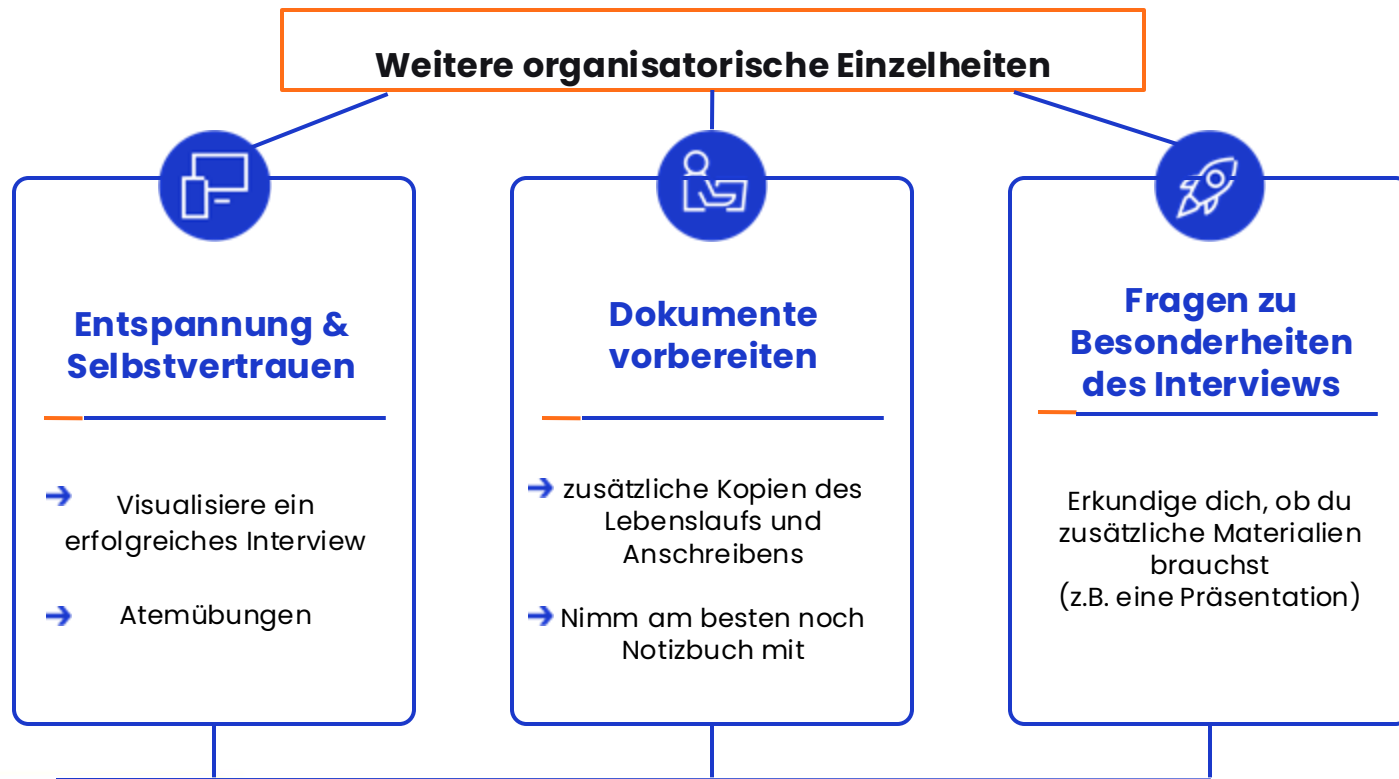 Weitere organisatorische Einzelheiten
Entspannung &
Selbstvertrauen
Visualisiere ein
erfolgreiches Interview
Atemübungen
Dokumente
vorbereiten
zusätzliche Kopien des
Lebenslaufs und
Anschreibens
Nimm am besten noch
Notizbuch mit
Fragen zu
Besonderheiten
des Interviews
Erkundige dich, ob du
zusätzliche Materialien
brauchst
(z.B. eine Präsentation)